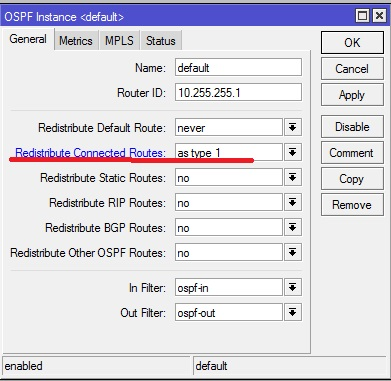 OSPF Instance <default>
General Metrics MPLS Status
Name: default
Router ID: 10.255.255.1
Redistribute Default Route: never
Redistribute Connected Routes: as type 1
Redistribute Static Routes: no
Redistribute RIP Routes: no
Redistribute BGP Routes: no
Redistribute Other OSPF Routes: no
In Filter: ospf-in
Out Filter: ospf-out
OK
Cancel
Apply
Disable
Comment
Copy
Remove
enabled default